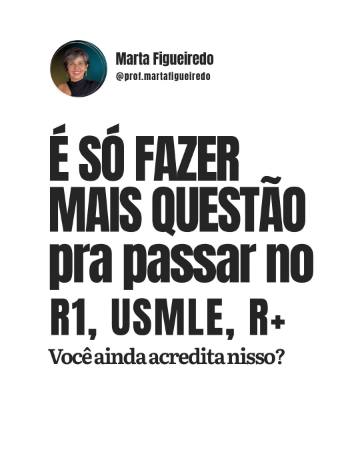 Marta Figueiredo
@prof.martafigueiredo
É SÓ FAZER
MAIS QUESTÃO
pra passar no
R1, USMLE, R+
Você ainda acredita nisso?